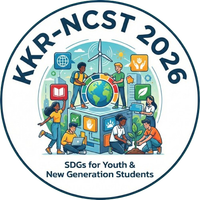 KKR-NCST 2026
SDGs for Youth &
New Generation Students